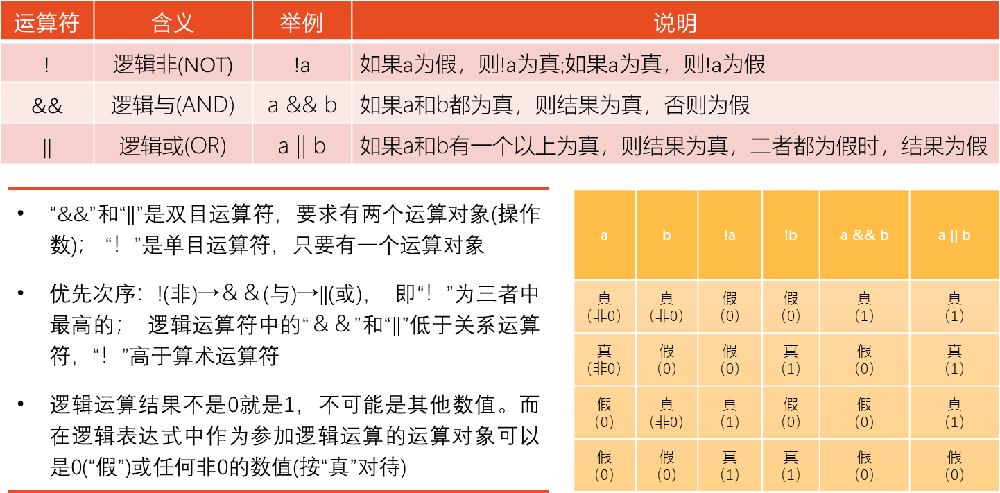 运算符 含义 举例 说明
! 逻辑非(NOT) !a 如果a为假，则!a为真;如果a为真，则!a为假
&& 逻辑与(AND) a && b 如果a和b都为真，则结果为真，否则为假
|| 逻辑或(OR) a || b 如果a和b有一个以上为真，则结果为真，二者都为假时，结果为假
• “&&”和“||”是双目运算符，要求有两个运算对象(操作
数)； “！”是单目运算符，只要有一个运算对象
• 优先次序：!(非)→＆＆(与)→||(或)， 即“！”为三者中
最高的； 逻辑运算符中的“＆＆”和“||”低于关系运算
符，“！”高于算术运算符
• 逻辑运算结果不是0就是1，不可能是其他数值。而
在逻辑表达式中作为参加逻辑运算的运算对象可以
是0(“假”)或任何非0的数值(按“真”对待)
a b !a !b a && b a || b
真 真 假 假 真 真
(非0) (非0) (0) (0) (1) (1)
真 假 假 真 假 真
(非0) (0) (0) (1) (0) (1)
假 真 真 假 假 真
(0) (非0) (1) (0) (0) (1)
假 假 真 真 假 假
(0) (0) (1) (1) (0) (0)